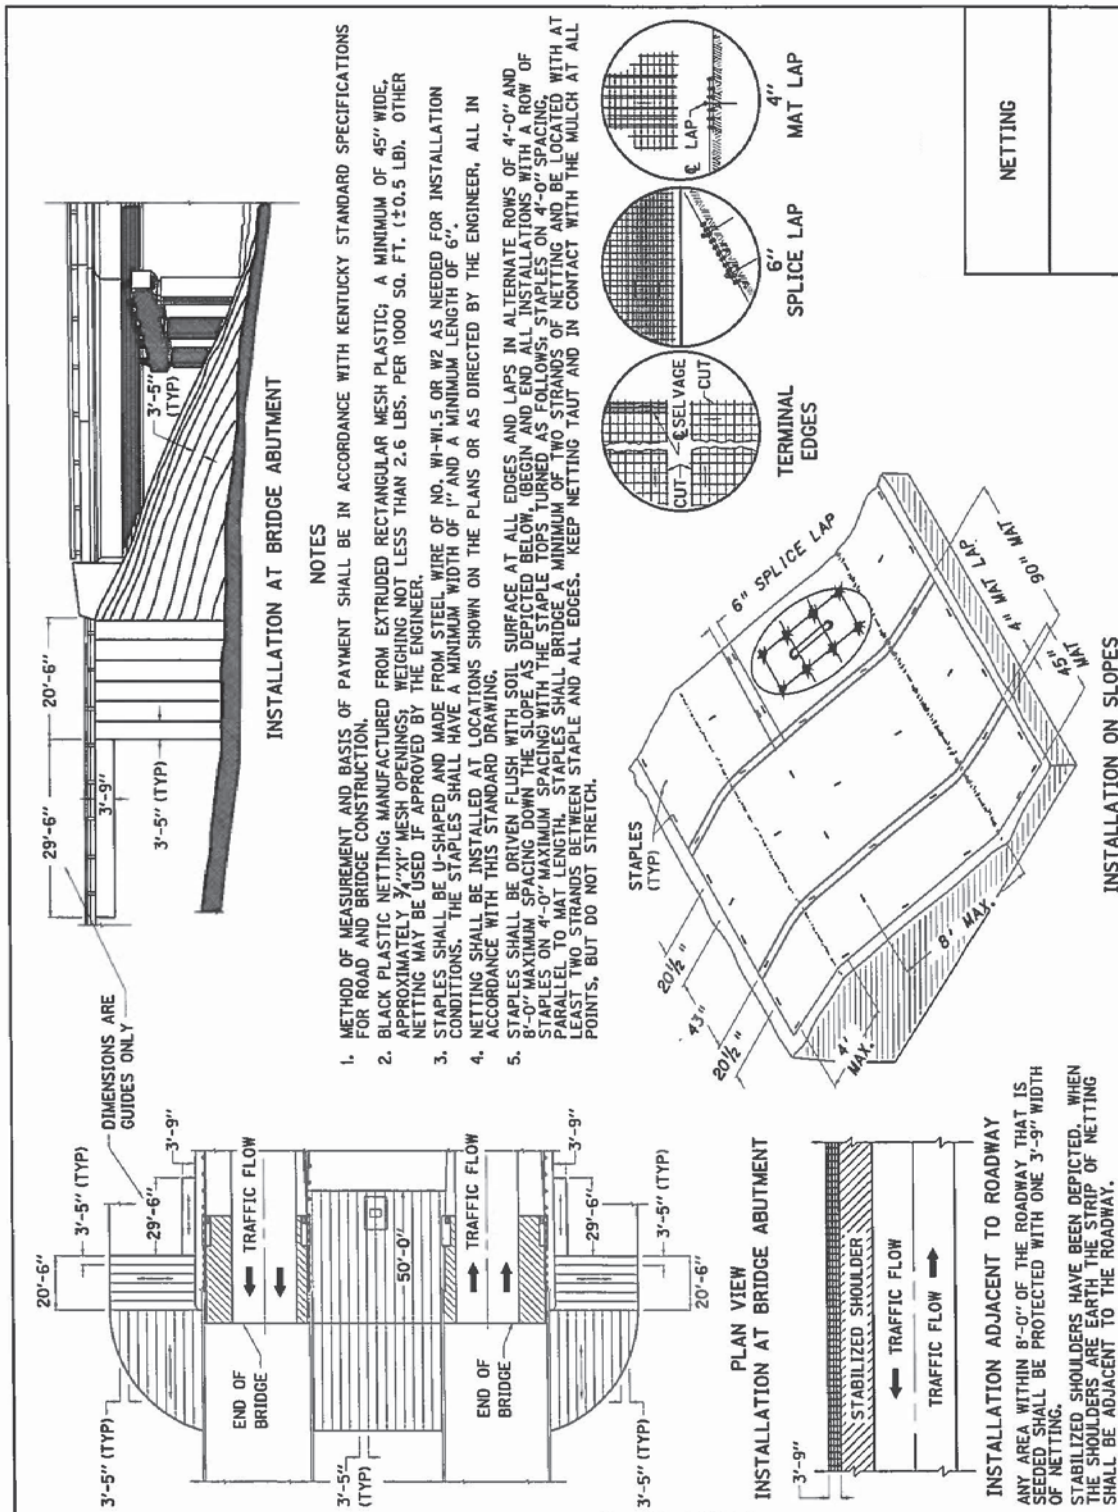 DIMENSIONS ARE
GUIDES ONLY
20'-6"
3'-5" (TYP)
29'-6"
3'-9"
3'-5" (TYP)
END OF
BRIDGE
TRAFFIC FLOW
50'-0"
3'-5"
(TYP)
END OF
BRIDGE
TRAFFIC FLOW
3'-9"
29'-6"
3'-5" (TYP)
20'-6"
3'-5" (TYP)
PLAN VIEW
INSTALLATION AT BRIDGE ABUTMENT
29'-6"
20'-6"
3'-9"
3'-5" (TYP)
3'-5"
(TYP)
INSTALLATION AT BRIDGE ABUTMENT
NOTES
1. METHOD OF MEASUREMENT AND BASIS OF PAYMENT SHALL BE IN ACCORDANCE WITH KENTUCKY STANDARD SPECIFICATIONS
FOR ROAD AND BRIDGE CONSTRUCTION.
2. BLACK PLASTIC NETTING: MANUFACTURED FROM EXTRUDED RECTANGULAR MESH PLASTIC; A MINIMUM OF 45" WIDE,
APPROXIMATELY 3/4"X1" MESH OPENINGS; WEIGHING NOT LESS THAN 2.6 LBS. PER 1000 SQ. FT. (±0.5 LB). OTHER
NETTING MAY BE USED IF APPROVED BY THE ENGINEER.
3. STAPLES SHALL BE U-SHAPED AND MADE FROM STEEL WIRE OF NO. W1-W1.5 OR W2 AS NEEDED FOR INSTALLATION
CONDITIONS. THE STAPLES SHALL HAVE A MINIMUM WIDTH OF 1" AND A MINIMUM LENGTH OF 6".
4. NETTING SHALL BE INSTALLED AT LOCATIONS SHOWN ON THE PLANS OR AS DIRECTED BY THE ENGINEER, ALL IN
ACCORDANCE WITH THIS STANDARD DRAWING.
5. STAPLES SHALL BE DRIVEN FLUSH WITH SOIL SURFACE AT ALL EDGES AND LAPS IN ALTERNATE ROWS OF 4'-0" AND
8'-0" MAXIMUM SPACING DOWN THE SLOPE AS DEPICTED BELOW, (BEGIN AND END ALL INSTALLATIONS WITH A ROW OF
STAPLES ON 4'-0" MAXIMUM SPACING) WITH THE STAPLE TOPS TURNED AS FOLLOWS: STAPLES ON 4'-0" SPACING,
PARALLEL TO MAT LENGTH. STAPLES SHALL BRIDGE A MINIMUM OF TWO STRANDS OF NETTING AND BE LOCATED WITH AT
LEAST TWO STRANDS BETWEEN STAPLE AND ALL EDGES. KEEP NETTING TAUT AND IN CONTACT WITH THE MULCH AT ALL
POINTS, BUT DO NOT STRETCH.
3'-9"
STABILIZED SHOULDER
TRAFFIC FLOW
TRAFFIC FLOW
INSTALLATION ADJACENT TO ROADWAY
ANY AREA WITHIN 8'-0" OF THE ROADWAY THAT IS
SEEDED SHALL BE PROTECTED WITH ONE 3'-9" WIDTH
OF NETTING.
STABILIZED SHOULDERS HAVE BEEN DEPICTED. WHEN
THE SHOULDERS ARE EARTH THE STRIP OF NETTING
SHALL BE ADJACENT TO THE ROADWAY.
STAPLES
(TYP)
20½"
43"
20½"
4'
MAX.
8' MAX.
6" SPLICE LAP
45"
MAT
4" MAT LAP
90" MAT
INSTALLATION ON SLOPES
CUT
℄ SELVAGE
CUT
TERMINAL
EDGES
6"
SPLICE LAP
℄ LAP
4"
MAT LAP
NETTING